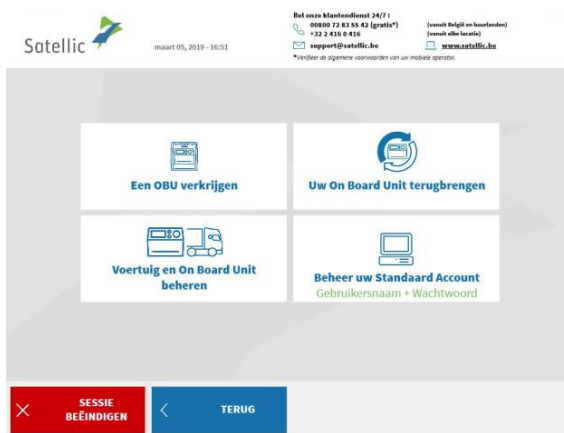 Satellic
maart 05, 2019 - 16:51
Bel onze klantendienst 24/7 :
00800 72 83 55 42 (gratis*) (vanuit België en buurlanden)
+32 2 416 0 416 (vanuit elke locatie)
support@satellic.be www.satellic.be
*Verifieer de algemene voorwaarden van uw mobiele operator.
Een OBU verkrijgen
Uw On Board Unit terugbrengen
Voertuig en On Board Unit
beheren
Beheer uw Standaard Account
Gebruikersnaam + Wachtwoord
SESSIE
BEËINDIGEN
TERUG